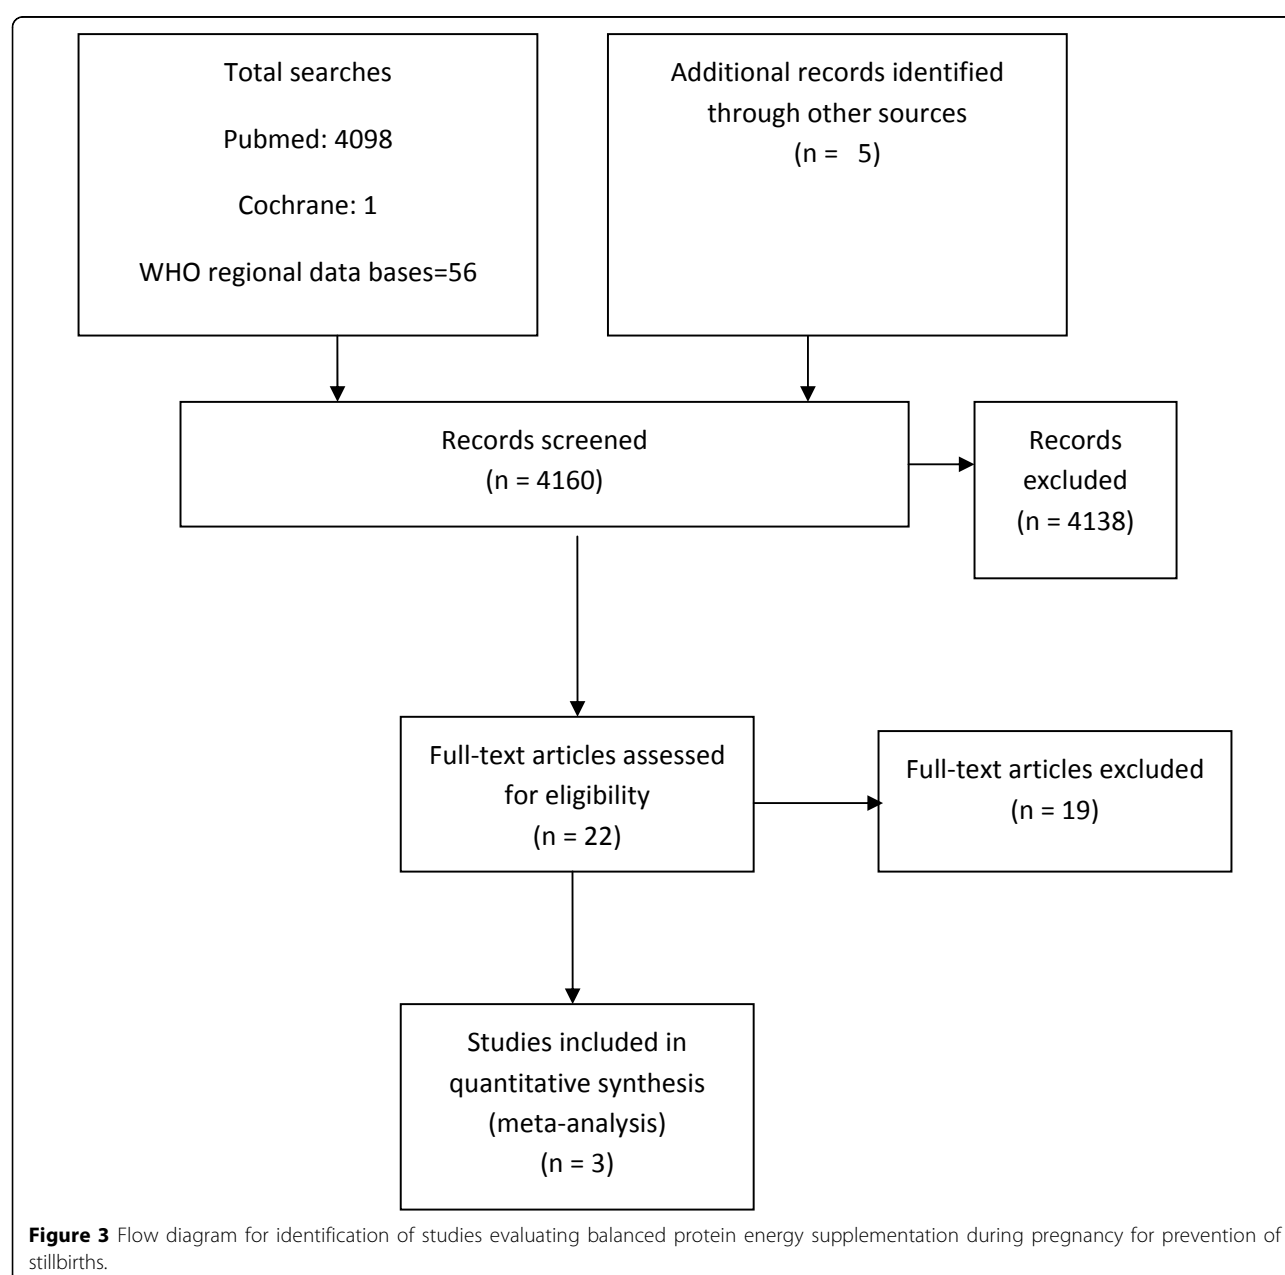 Total searches
Pubmed: 4098
Cochrane: 1
WHO regional data bases=56
Additional records identified
through other sources
(n =   5)
Records screened
(n = 4160)
Records
excluded
(n = 4138)
Full-text articles assessed
for eligibility
(n = 22)
Full-text articles excluded
(n = 19)
Studies included in
quantitative synthesis
(meta-analysis)
(n = 3)
Figure 3 Flow diagram for identification of studies evaluating balanced protein energy supplementation during pregnancy for prevention of
stillbirths.